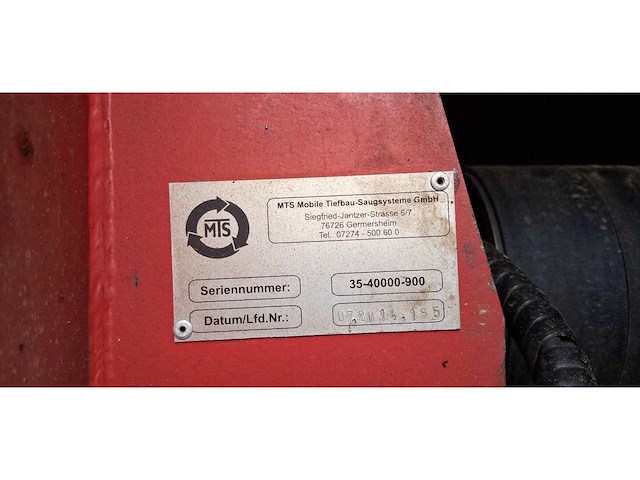 MTS
MTS Mobile Tiefbau-Saugsysteme GmbH
Siegfried-Jantzer-Strasse 5/7
76726 Germersheim
Tel.: 07274 - 500 60 0
Seriennummer:
35-40000-900
Datum/Lfd.Nr.: